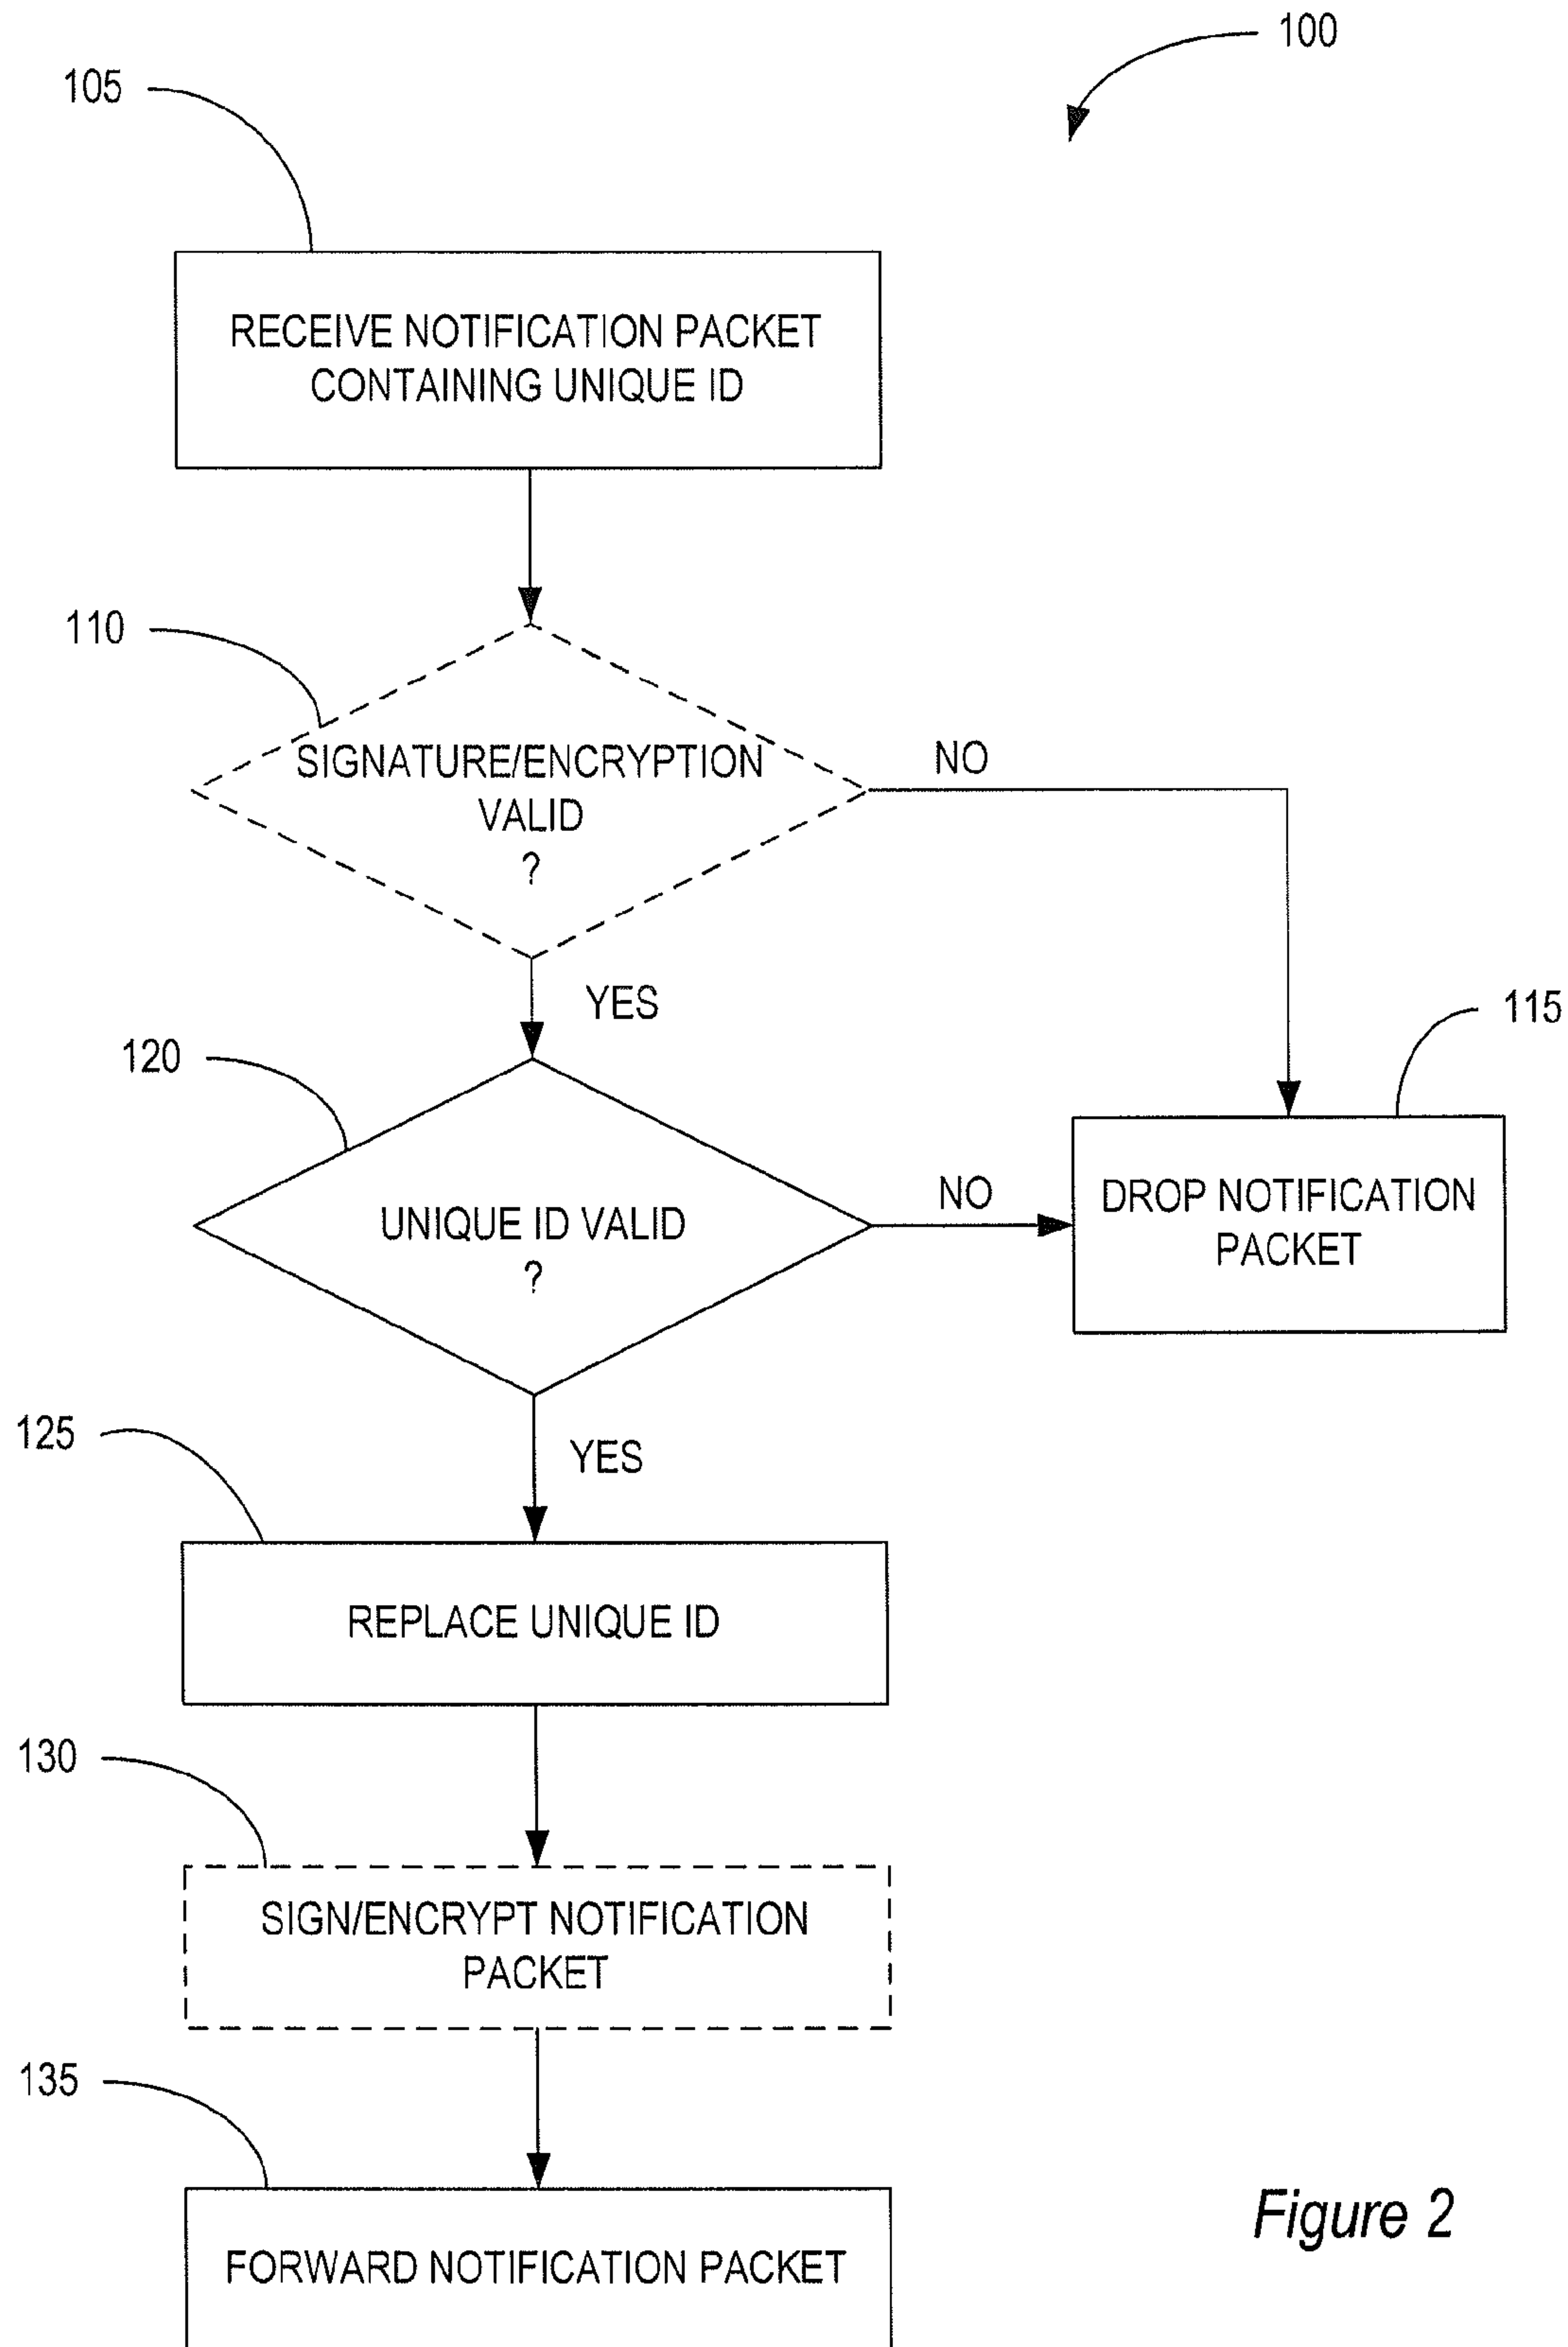 100
105
RECEIVE NOTIFICATION PACKET
CONTAINING UNIQUE ID
110
SIGNATURE/ENCRYPTION
VALID
?
NO
YES
115
120
UNIQUE ID VALID
?
NO
DROP NOTIFICATION
PACKET
YES
125
REPLACE UNIQUE ID
130
SIGN/ENCRYPT NOTIFICATION
PACKET
135
FORWARD NOTIFICATION PACKET
Figure 2